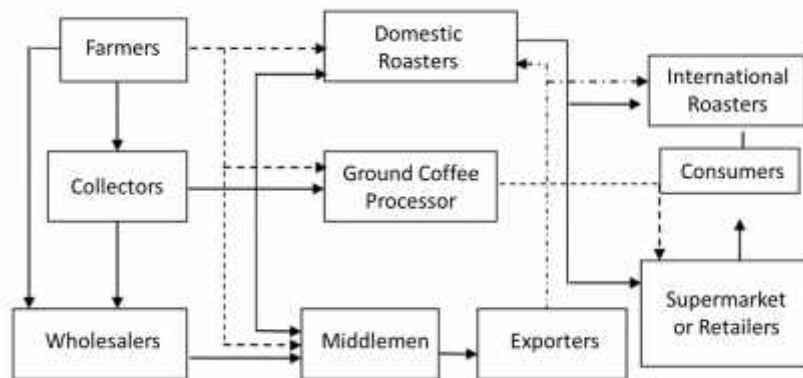 Farmers
Domestic
Roasters
International
Roasters
Collectors
Ground Coffee
Processor
Consumers
Wholesalers
Middlemen
Exporters
Supermarket
or Retailers